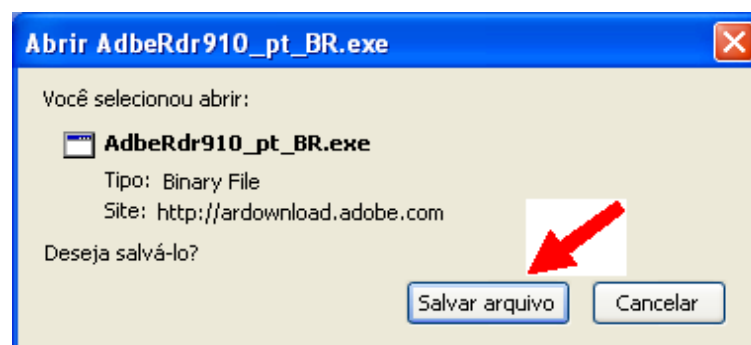 Abrir AdbeRdr910_pt_BR.exe
Você selecionou abrir:
AdbeRdr910_pt_BR.exe
Tipo: Binary File
Site: http://ardownload.adobe.com
Deseja salvá-lo?
Salvar arquivo Cancelar